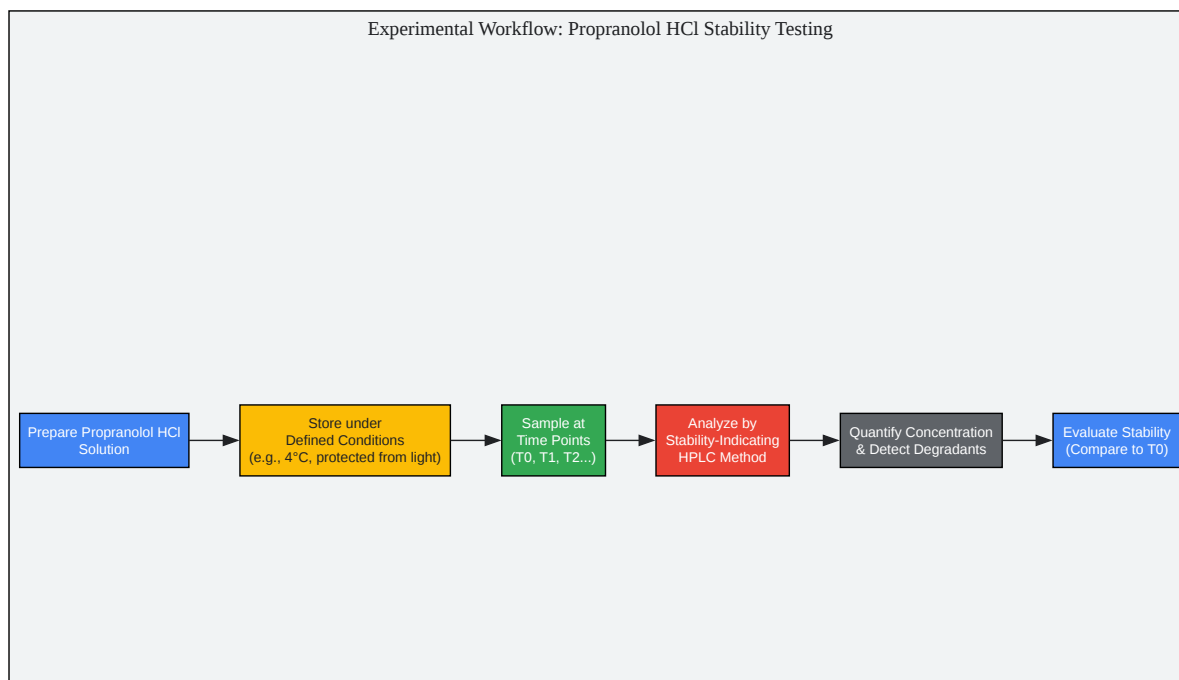 Experimental Workflow: Propranolol HCl Stability Testing
Prepare Propranolol HCl
Solution
Store under
Defined Conditions
(e.g., 4°C, protected from light)
Sample at
Time Points
(T0, T1, T2...)
Analyze by
Stability-Indicating
HPLC Method
Quantify Concentration
& Detect Degradants
Evaluate Stability
(Compare to T0)